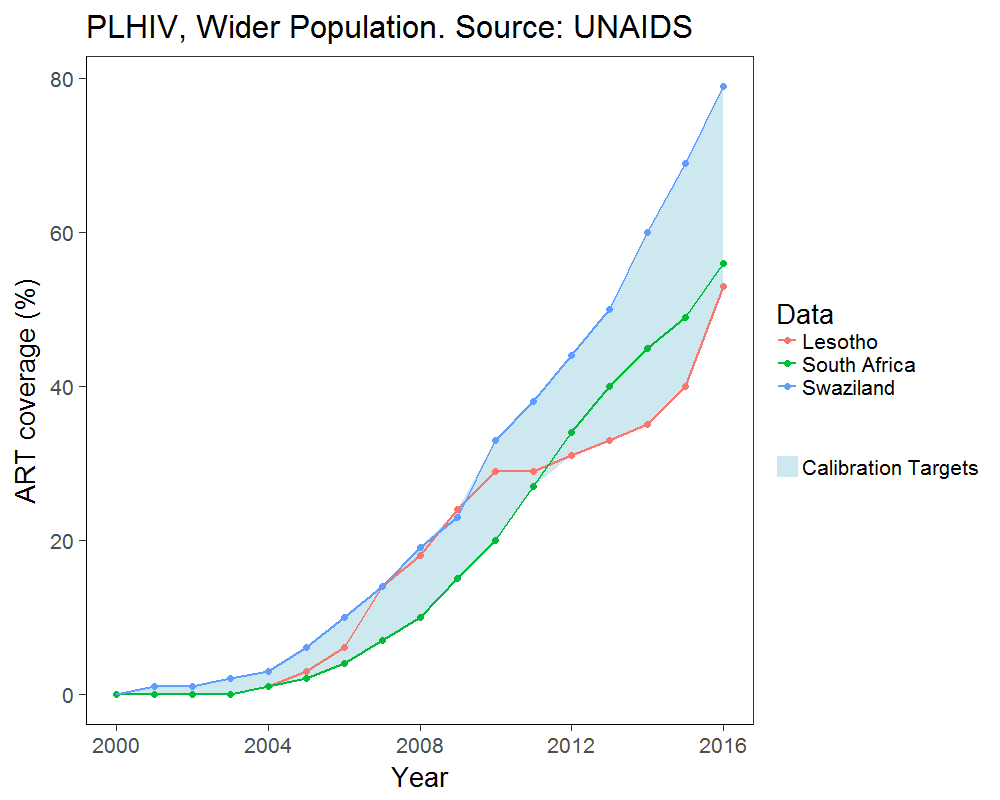 PLHIV, Wider Population. Source: UNAIDS
80
60
40
20
0
ART coverage (%)
2000 2004 2008 2012 2016
Year
Data
Lesotho
South Africa
Swaziland
Calibration Targets